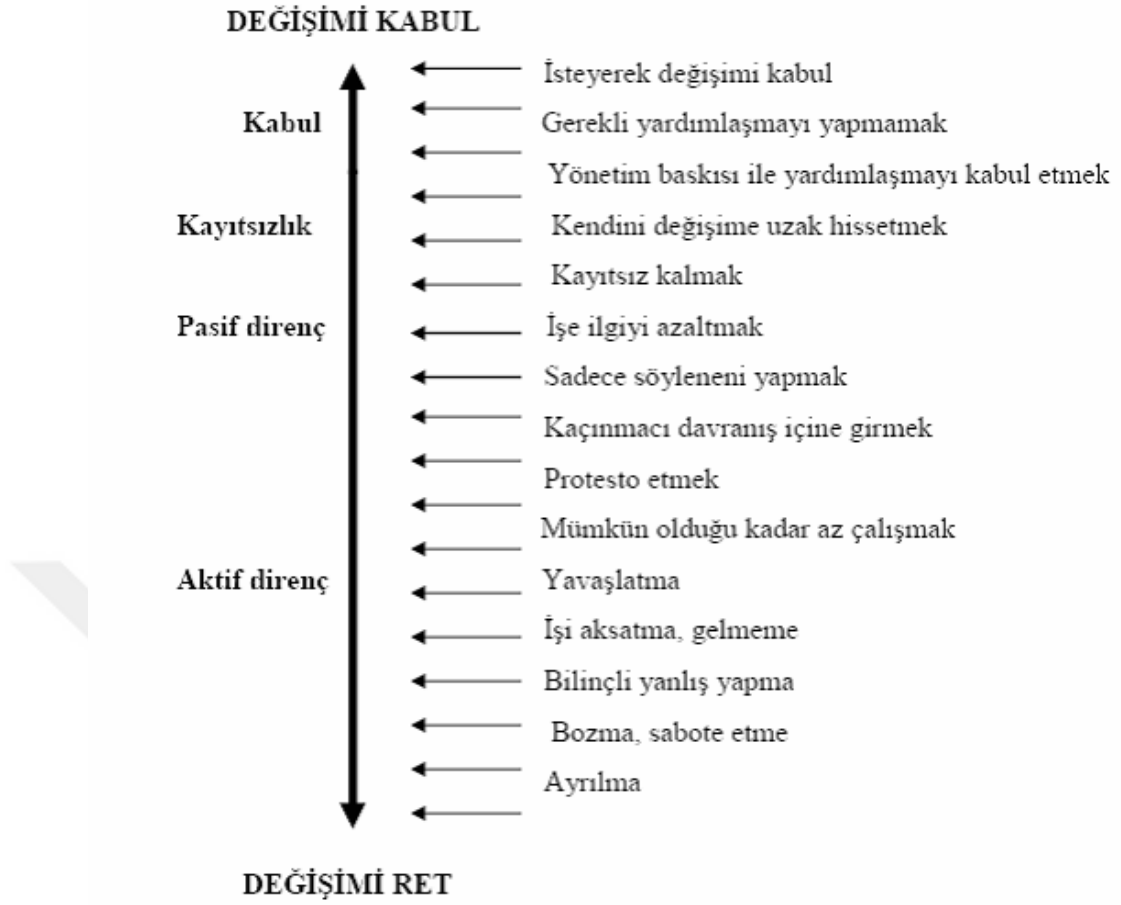 DEĞİŞİMİ KABUL
İsteyerek değişimi kabul
Kabul
Gerekli yardımlaşmayı yapmamak
Yönetim baskısı ile yardımlaşmayı kabul etmek
Kayıtsızlık
Kendini değişime uzak hissetmek
Kayıtsız kalmak
Pasif direnç
İşe ilgiyi azaltmak
Sadece söyleneni yapmak
Kaçınmacı davranış içine girmek
Protesto etmek
Mümkün olduğu kadar az çalışmak
Aktif direnç
Yavaşlatma
İşi aksatma, gelmeme
Bilinçli yanlış yapma
Bozma, sabote etme
Ayrılma
DEĞİŞİMİ RET